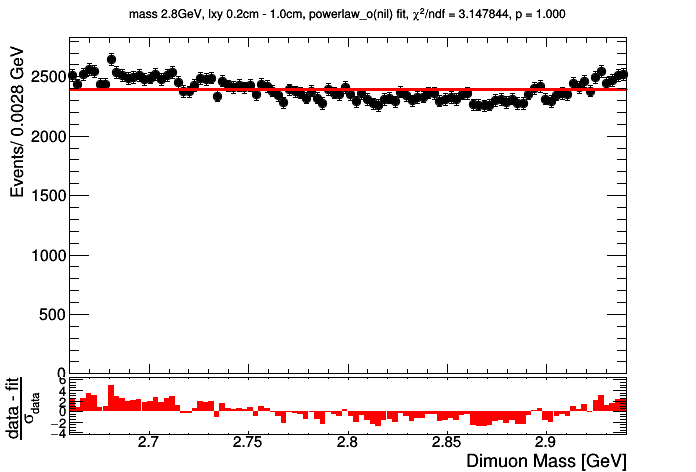 mass 2.8GeV, lxy 0.2cm - 1.0cm, powerlaw_o(nil) fit, χ²/ndf = 3.147844, p = 1.000
Events/ 0.0028 GeV
2500
2000
1500
1000
500
0
data - fit
σdata
6
4
2
0
−2
−4
2.7 2.75 2.8 2.85 2.9
Dimuon Mass [GeV]